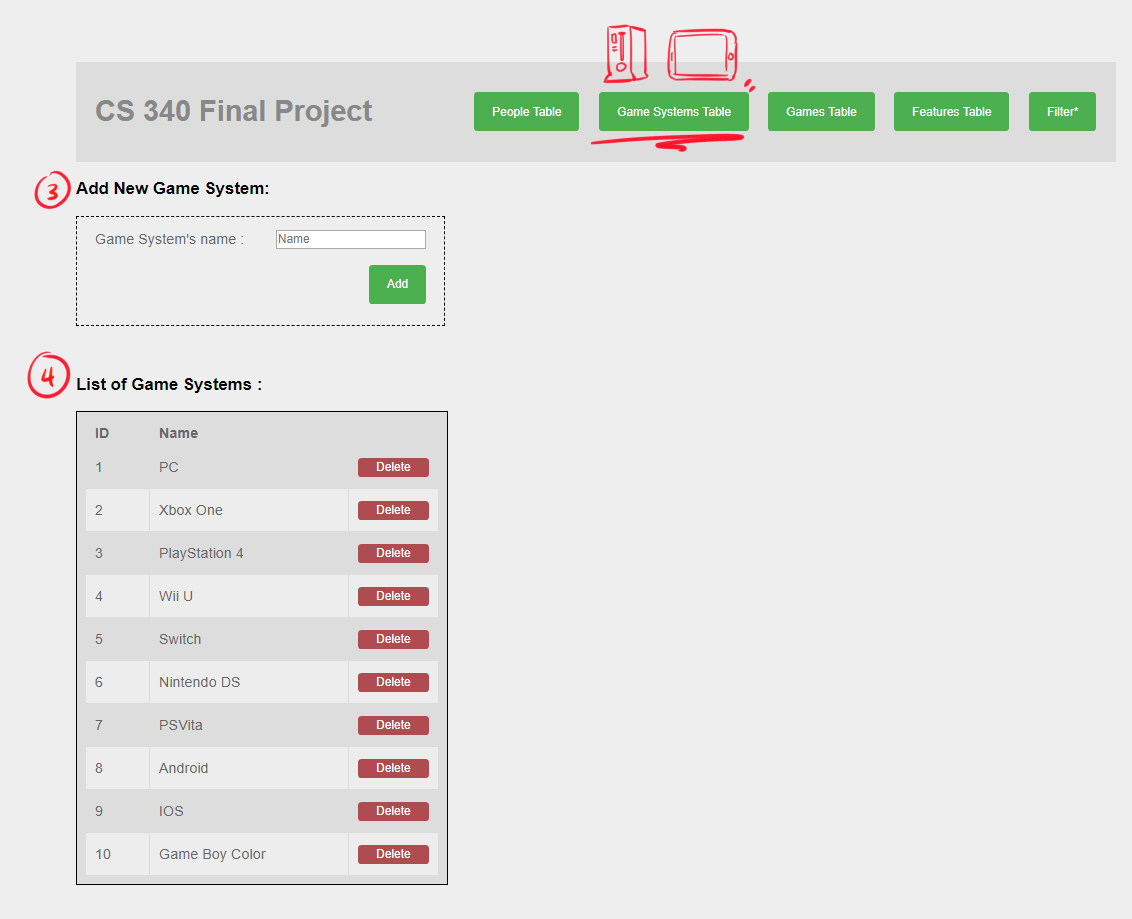 CS 340 Final Project
People Table
Game Systems Table
Games Table
Features Table
Filter*
3
Add New Game System:
Game System's name :
Name
Add
4
List of Game Systems :
ID Name
1 PC Delete
2 Xbox One Delete
3 PlayStation 4 Delete
4 Wii U Delete
5 Switch Delete
6 Nintendo DS Delete
7 PSVita Delete
8 Android Delete
9 IOS Delete
10 Game Boy Color Delete